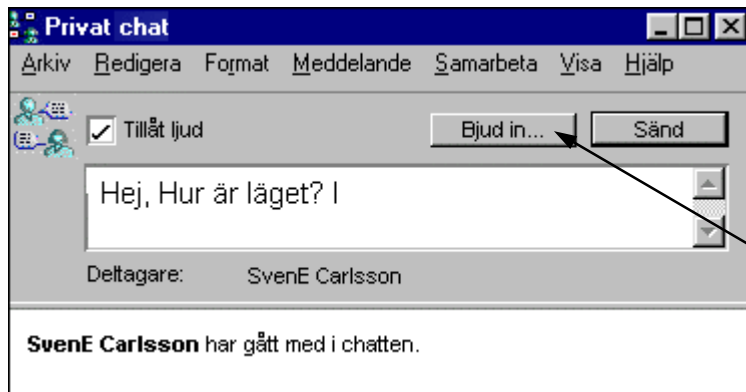 Privat chat
Arkiv Redigera Format Meddelande Samarbeta Visa Hjälp
Tillåt ljud Bjud in... Sänd
Hej, Hur är läget? I
Deltagare: SvenE Carlsson
SvenE Carlsson har gått med i chatten.